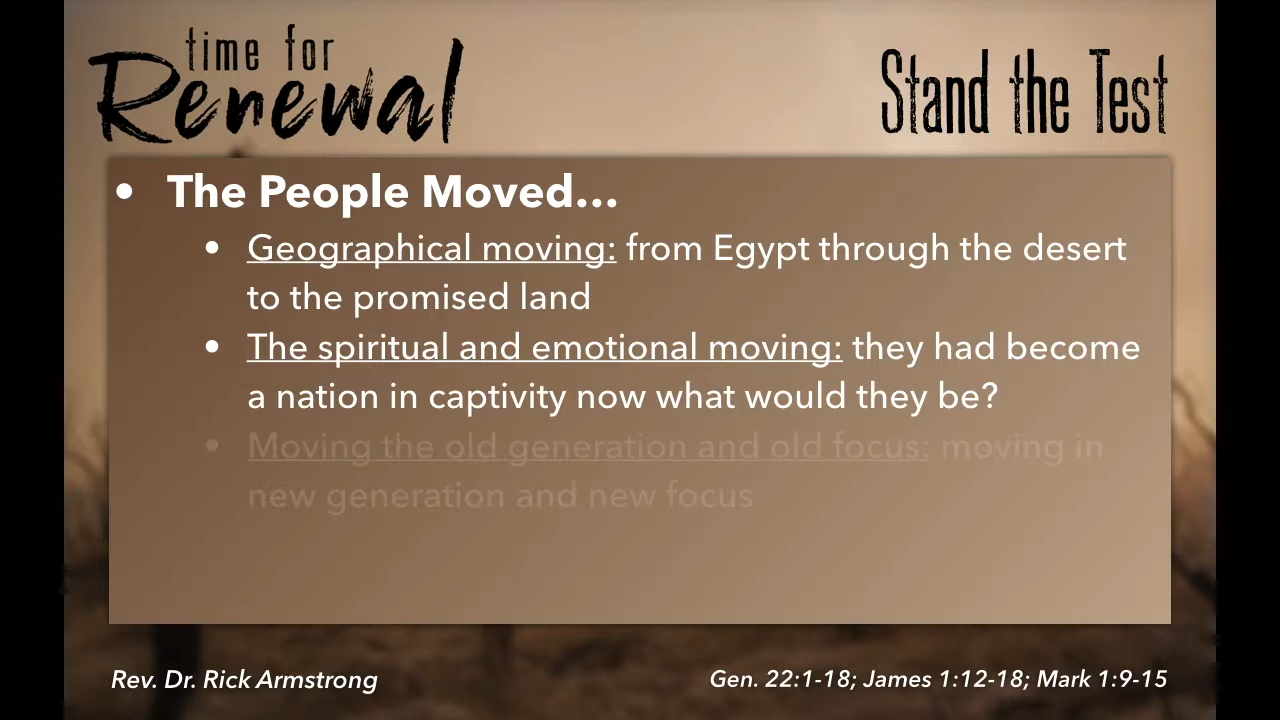 time for
Renewal
Stand the Test
• The People Moved...
• Geographical moving: from Egypt through the desert
to the promised land
• The spiritual and emotional moving: they had become
a nation in captivity now what would they be?
• Moving the old generation and old focus: moving in
new generation and new focus
Rev. Dr. Rick Armstrong
Gen. 22:1-18; James 1:12-18; Mark 1:9-15